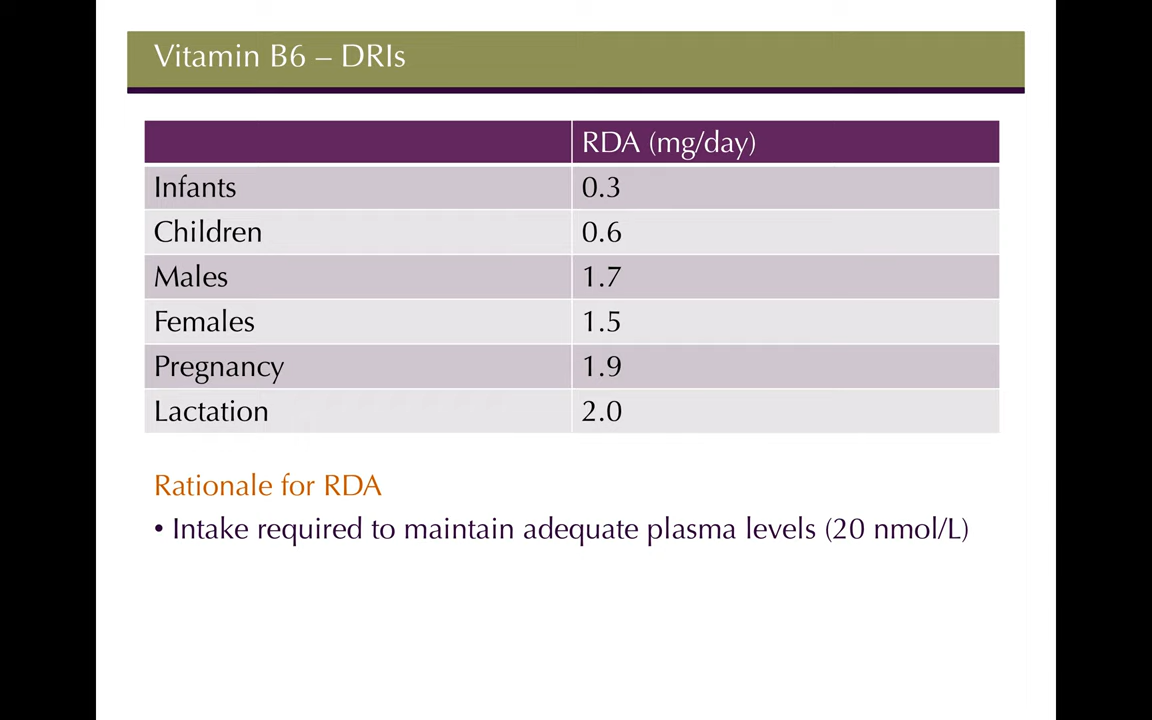 Vitamin B6 – DRIs
RDA (mg/day)
Infants 0.3
Children 0.6
Males 1.7
Females 1.5
Pregnancy 1.9
Lactation 2.0
Rationale for RDA
• Intake required to maintain adequate plasma levels (20 nmol/L)